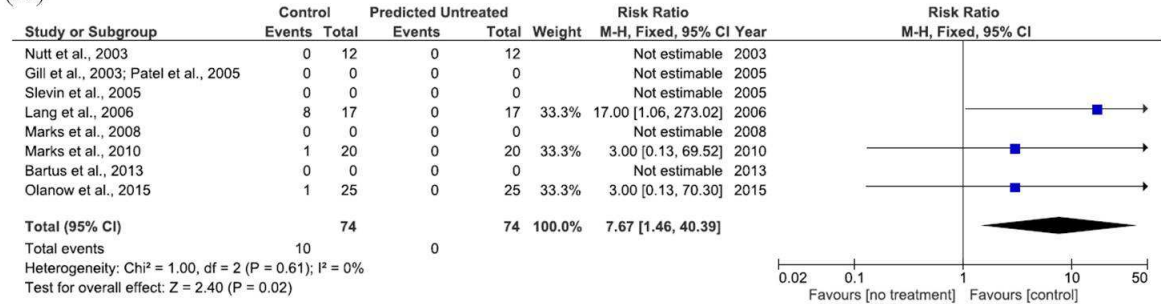 Control Predicted Untreated Risk Ratio Risk Ratio
Study or Subgroup Events Total Events Total Weight M-H, Fixed, 95% CI Year M-H, Fixed, 95% CI
Nutt et al., 2003 0 12 0 12 Not estimable 2003
Gill et al., 2003; Patel et al., 2005 0 0 0 0 Not estimable 2005
Slevin et al., 2005 0 0 0 0 Not estimable 2005
Lang et al., 2006 8 17 0 17 33.3% 17.00 [1.06, 273.02] 2006
Marks et al., 2008 0 0 0 0 Not estimable 2008
Marks et al., 2010 1 20 0 20 33.3% 3.00 [0.13, 69.52] 2010
Bartus et al., 2013 0 0 0 0 Not estimable 2013
Olanow et al., 2015 1 25 0 25 33.3% 3.00 [0.13, 70.30] 2015
Total (95% CI) 74 74 100.0% 7.67 [1.46, 40.39]
Total events 10 0
Heterogeneity: Chi² = 1.00, df = 2 (P = 0.61); I² = 0%
Test for overall effect: Z = 2.40 (P = 0.02)
0.02 0.1 1 10 50
Favours [no treatment] Favours [control]